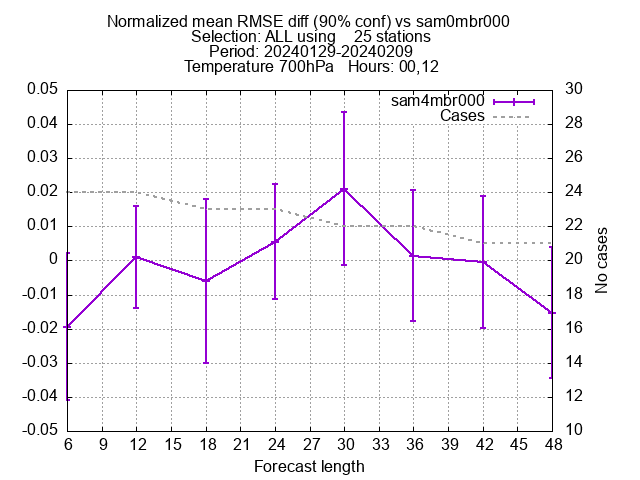 Normalized mean RMSE diff (90% conf) vs sam0mbr000
Selection: ALL using    25 stations
Period: 20240129-20240209
Temperature 700hPa   Hours: 00,12
sam4mbr000
Cases
0.05
0.04
0.03
0.02
0.01
0
-0.01
-0.02
-0.03
-0.04
-0.05
30
28
26
24
22
20
18
16
14
12
10
No cases
6 9 12 15 18 21 24 27 30 33 36 39 42 45 48
Forecast length